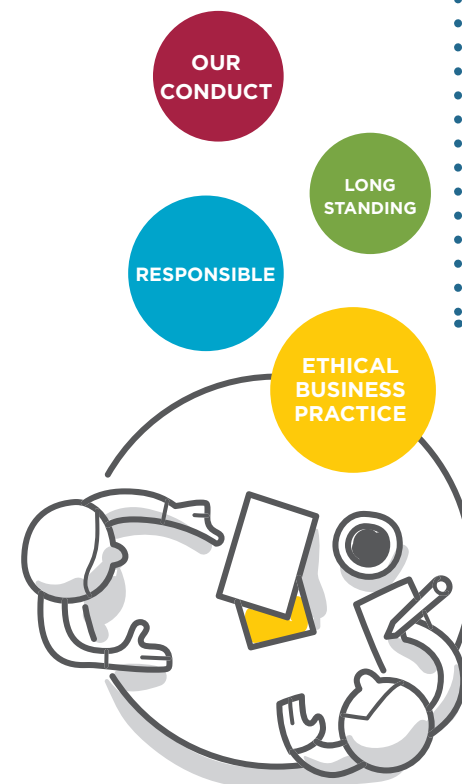 OUR
CONDUCT
LONG
STANDING
RESPONSIBLE
ETHICAL
BUSINESS
PRACTICE